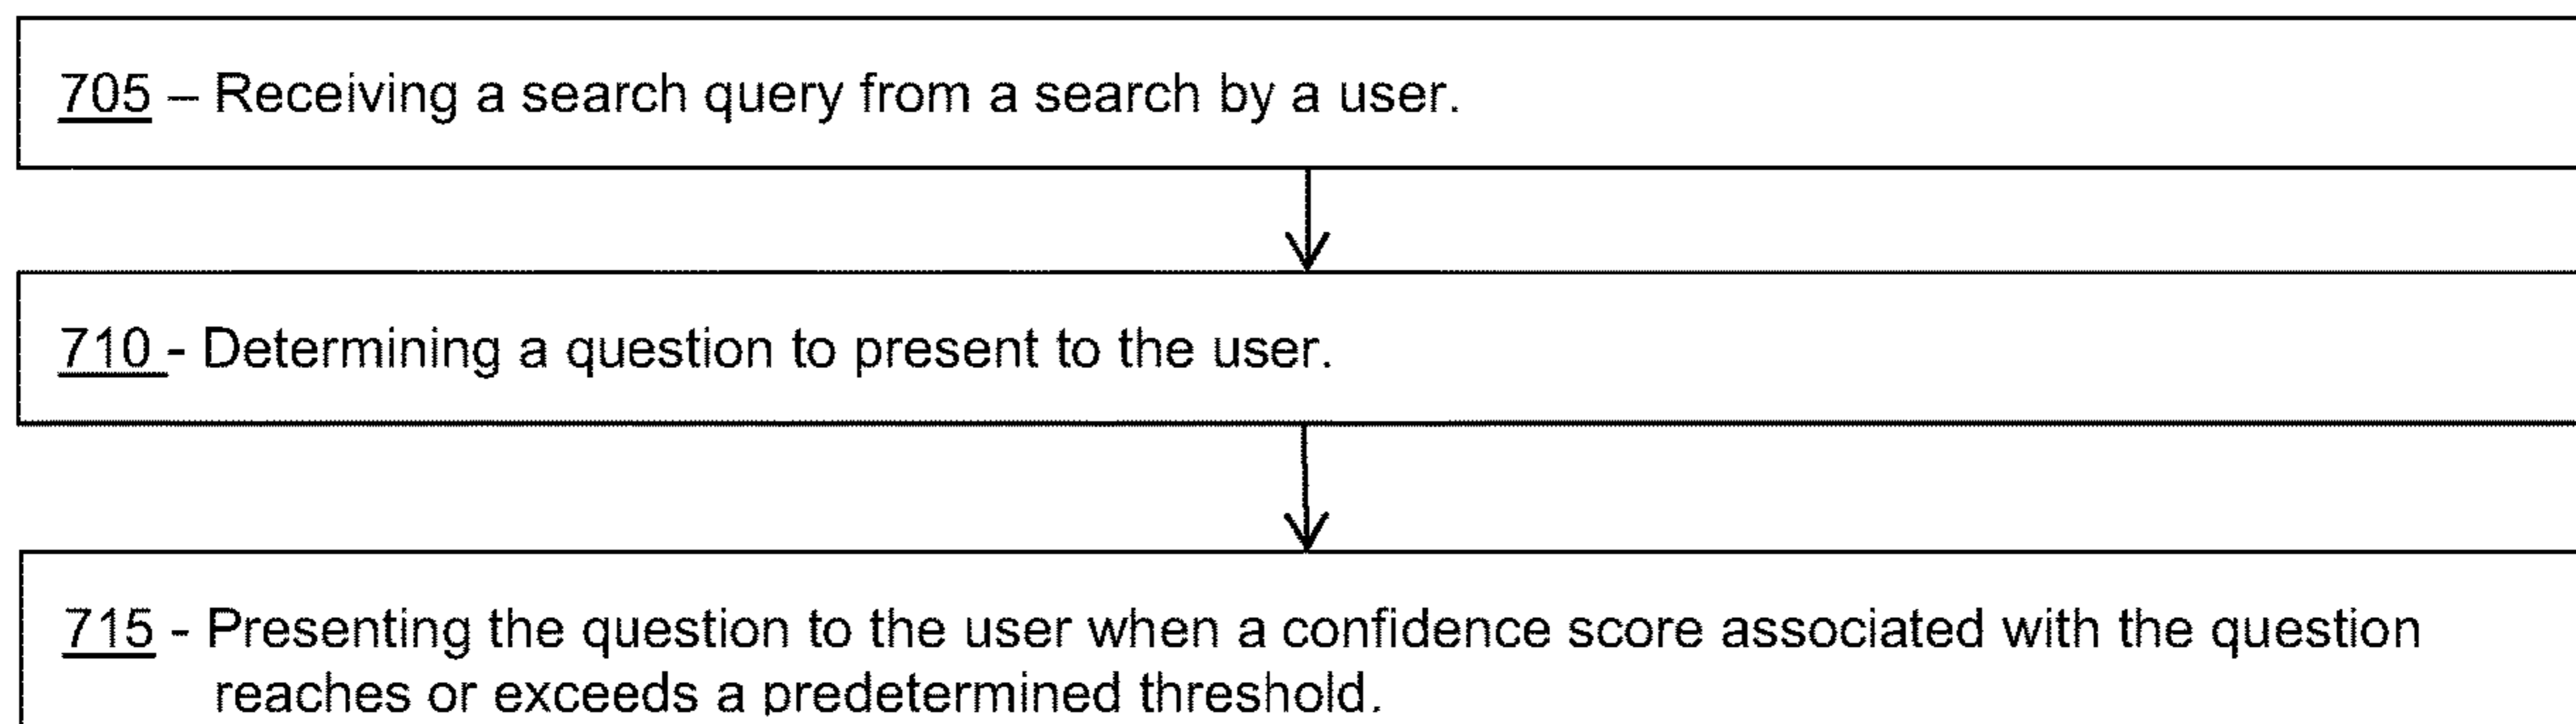 705 – Receiving a search query from a search by a user.
710 - Determining a question to present to the user.
715 - Presenting the question to the user when a confidence score associated with the question
reaches or exceeds a predetermined threshold.